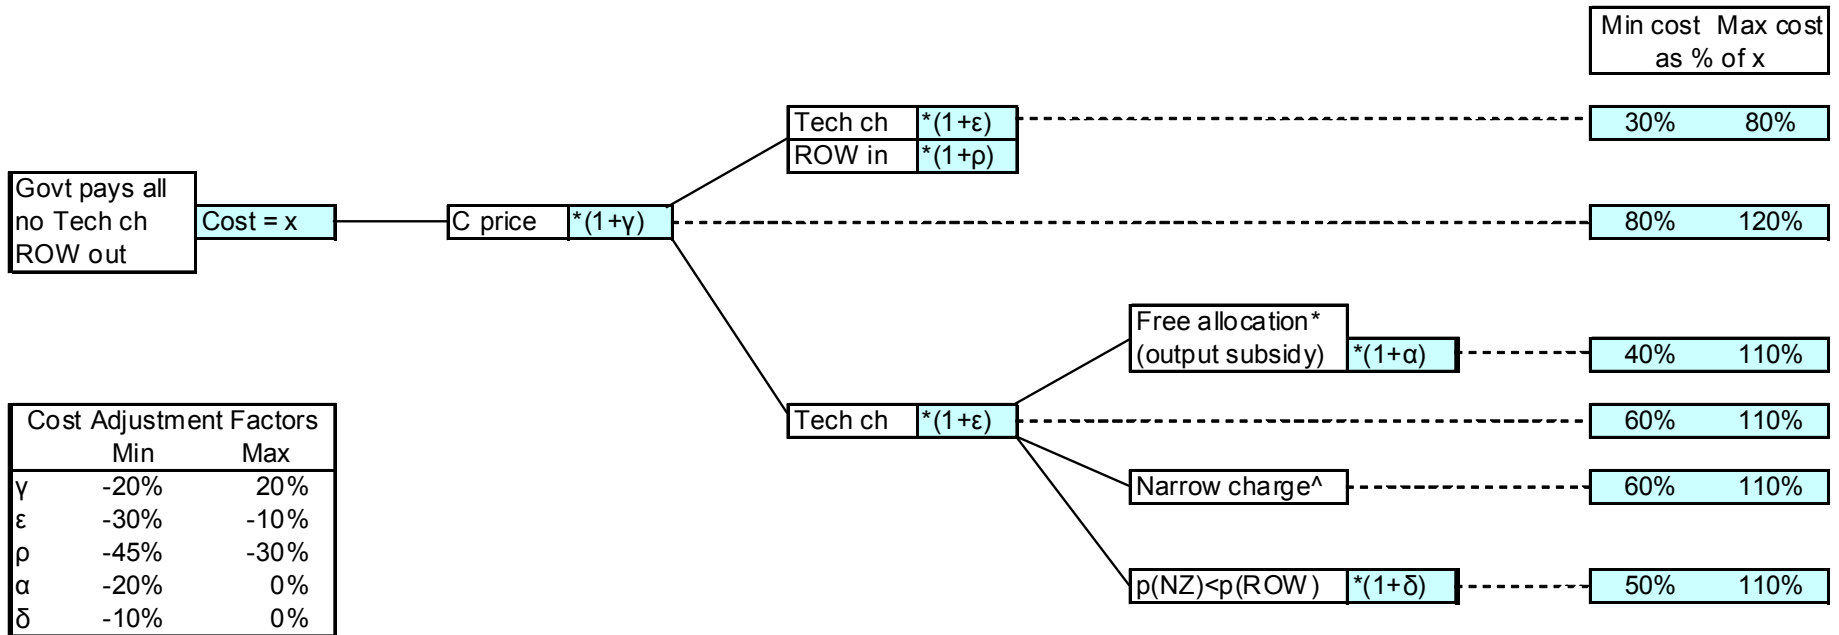 Min cost Max cost
as % of x
Tech ch *(1+ε) 30% 80%
ROW in *(1+ρ)
Govt pays all
no Tech ch Cost = x C price *(1+γ) 80% 120%
ROW out
Free allocation*
(output subsidy) *(1+α) 40% 110%
Tech ch *(1+ε) 60% 110%
Narrow charge^ 60% 110%
p(NZ)<p(ROW) *(1+δ) 50% 110%
Cost Adjustment Factors
Min Max
γ -20% 20%
ε -30% -10%
ρ -45% -30%
α -20% 0%
δ -10% 0%